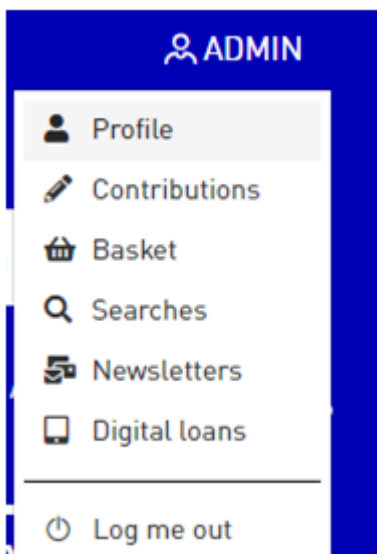 ADMIN
Profile
Contributions
Basket
Searches
Newsletters
Digital loans
Log me out